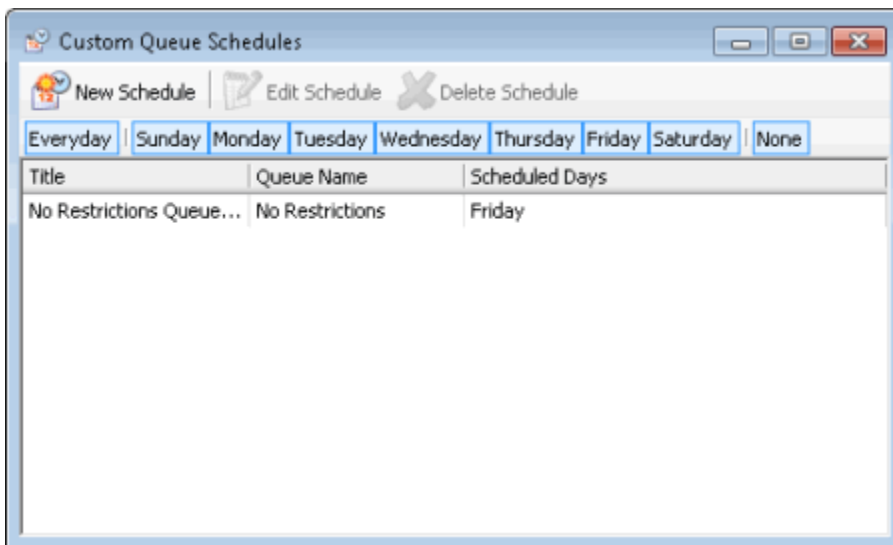 Custom Queue Schedules
New Schedule Edit Schedule Delete Schedule
Everyday Sunday Monday Tuesday Wednesday Thursday Friday Saturday None
Title Queue Name Scheduled Days
No Restrictions Queue... No Restrictions Friday